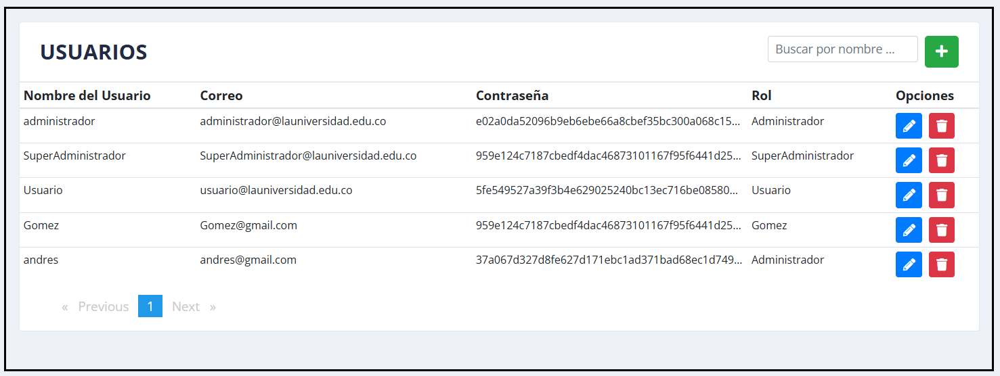 USUARIOS
Buscar por nombre ...
Nombre del Usuario Correo Contraseña Rol Opciones
administrador administrador@launiversidad.edu.co e02a0da52096b9eb6ebe66a8cbef35bc300a068c15... Administrador
SuperAdministrador SuperAdministrador@launiversidad.edu.co 959e124c7187cbedf4dac46873101167f95f6441d25... SuperAdministrador
Usuario usuario@launiversidad.edu.co 5fe549527a39f3b4e629025240bc13ec716be08580... Usuario
Gomez Gomez@gmail.com 959e124c7187cbedf4dac46873101167f95f6441d25... Gomez
andres andres@gmail.com 37a067d327d8fe627d171ebc1ad371bad68ec1d749... Administrador
« Previous 1 Next »